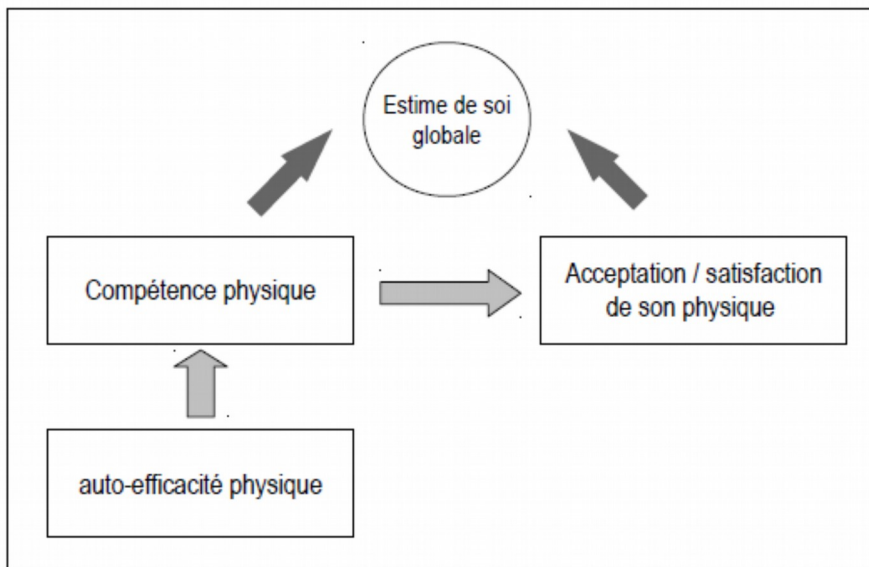 Estime de soi
globale
Compétence physique
Acceptation / satisfaction
de son physique
auto-efficacité physique